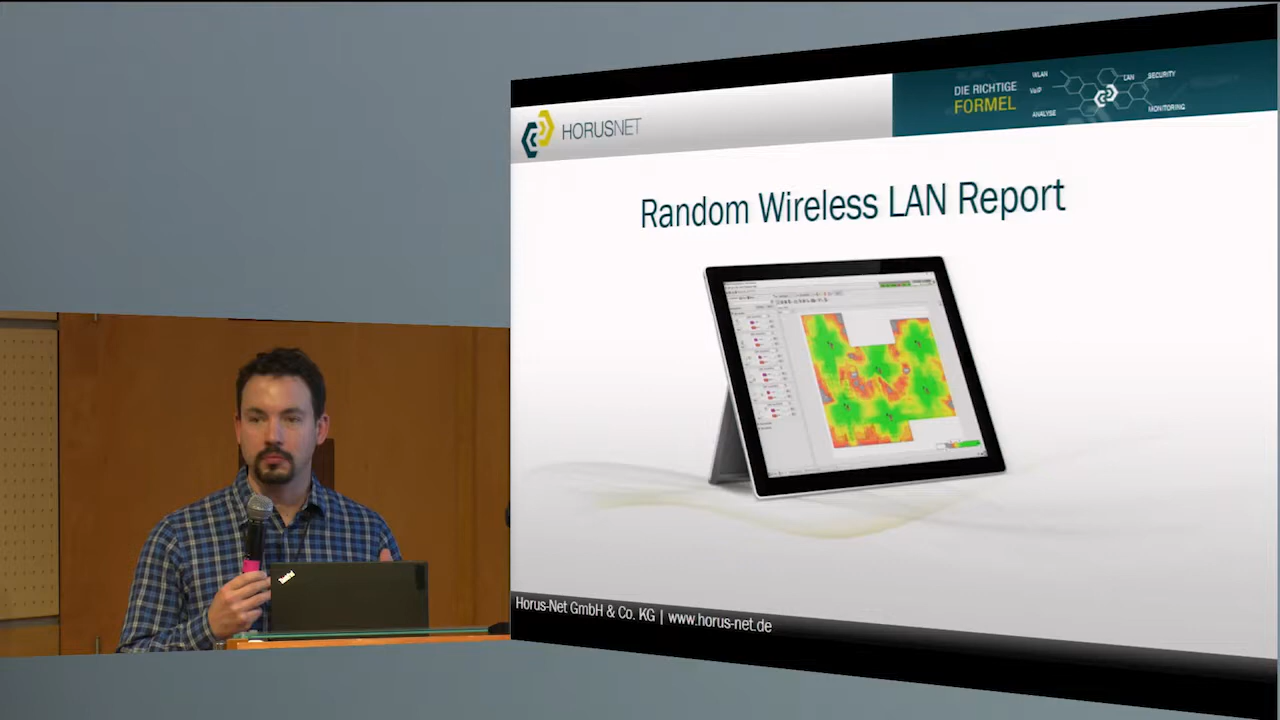 HORUSNET
DIE RICHTIGE
FORMEL
WLAN
LAN
SECURITY
VoIP
ANALYSE
MONITORING
Random Wireless LAN Report
ThinkPad
Horus-Net GmbH & Co. KG | www.horus-net.de